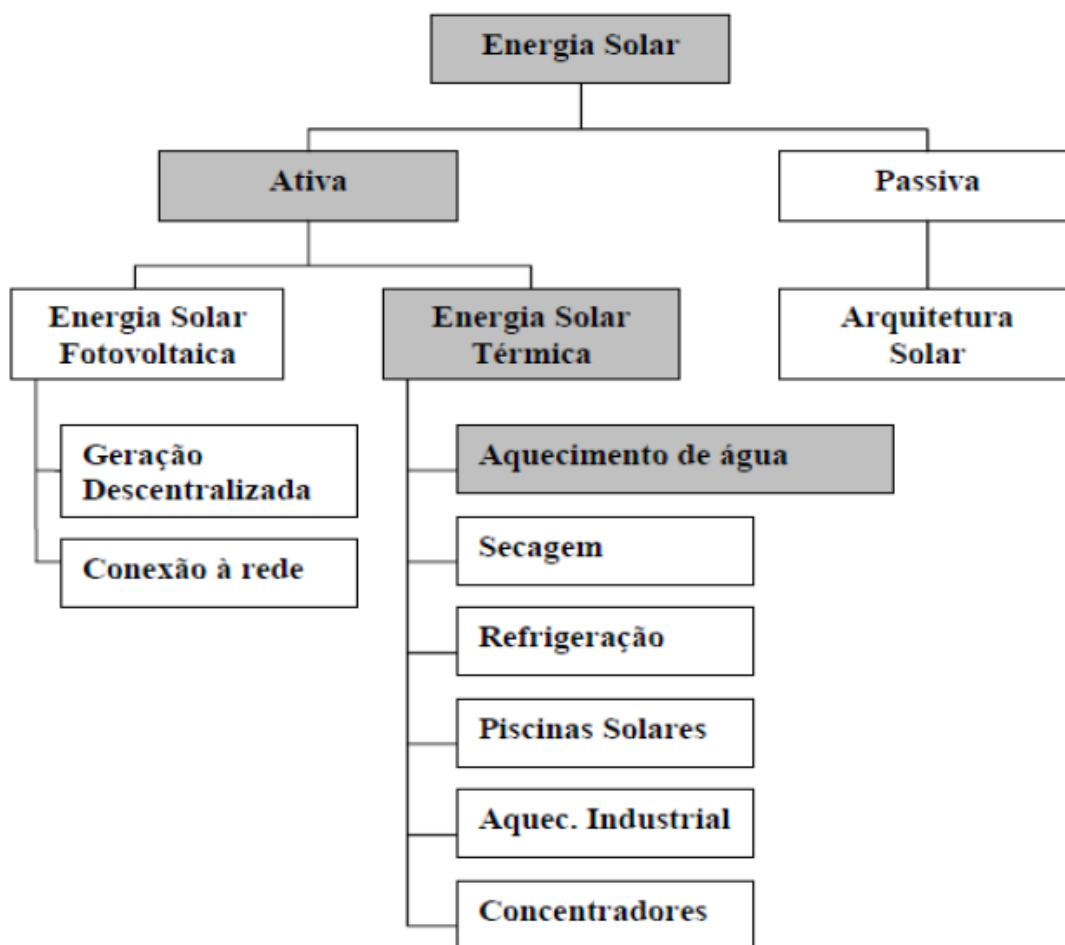 Energia Solar
Ativa
Passiva
Energia Solar
Fotovoltaica
Energia Solar
Térmica
Arquitetura
Solar
Geração
Descentralizada
Conexão à rede
Aquecimento de água
Secagem
Refrigeração
Piscinas Solares
Aquec. Industrial
Concentradores